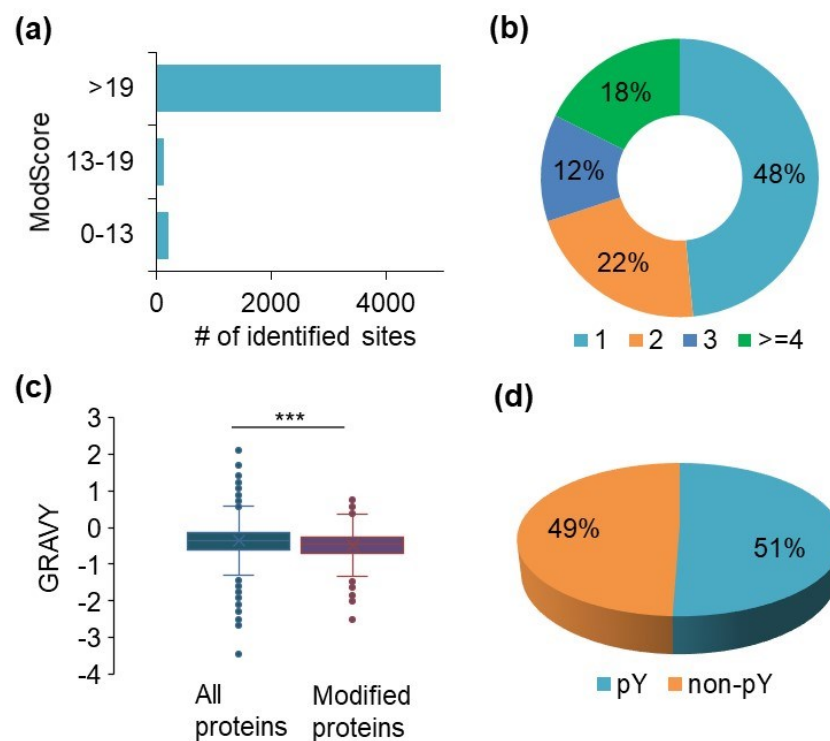 (a)
ModScore
>19
13-19
0-13
0 2000 4000
# of identified sites
(b)
48%
22%
12%
18%
1 2 3 >=4
(c)
GRAVY
3
2
1
0
-1
-2
-3
-4
***
All proteins
Modified proteins
(d)
49%
51%
pY non-pY